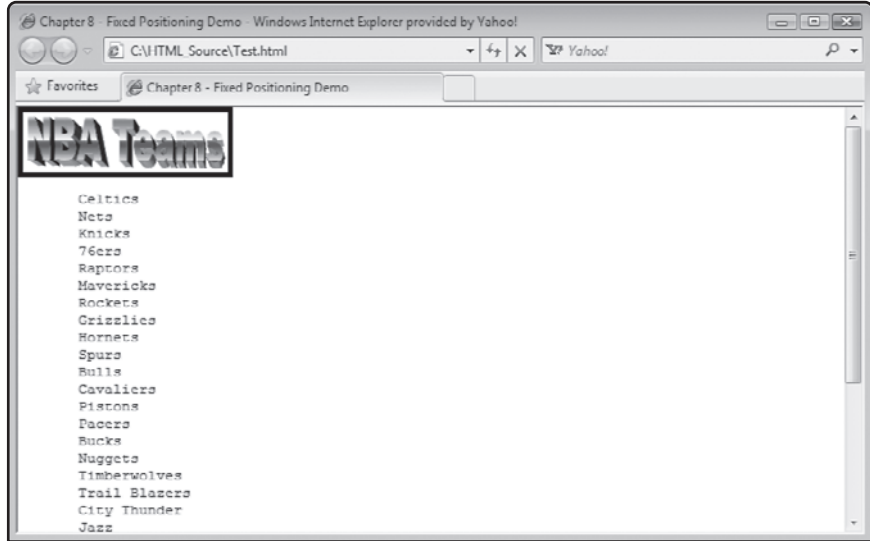 Chapter 8 - Fixed Positioning Demo - Windows Internet Explorer provided by Yahoo!
C:\HTML_Source\Test.html
Yahoo!
Favorites
Chapter 8 - Fixed Positioning Demo
NBA Teams
Celtics
Nets
Knicks
76ers
Raptors
Mavericks
Rockets
Grizzlies
Hornets
Spurs
Bulls
Cavaliers
Pistons
Pacers
Bucks
Nuggets
Timberwolves
Trail Blazers
City Thunder
Jazz